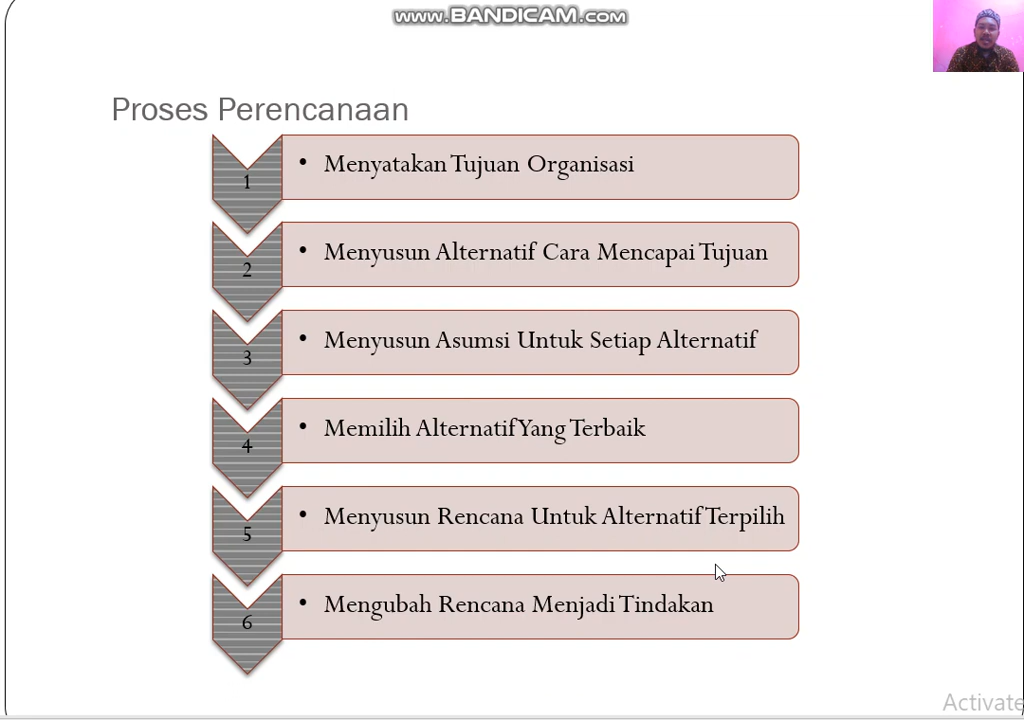 www.BANDICAM.com
Proses Perencanaan
1
• Menyatakan Tujuan Organisasi
2
• Menyusun Alternatif Cara Mencapai Tujuan
3
• Menyusun Asumsi Untuk Setiap Alternatif
4
• Memilih Alternatif Yang Terbaik
5
• Menyusun Rencana Untuk Alternatif Terpilih
6
• Mengubah Rencana Menjadi Tindakan
Activate